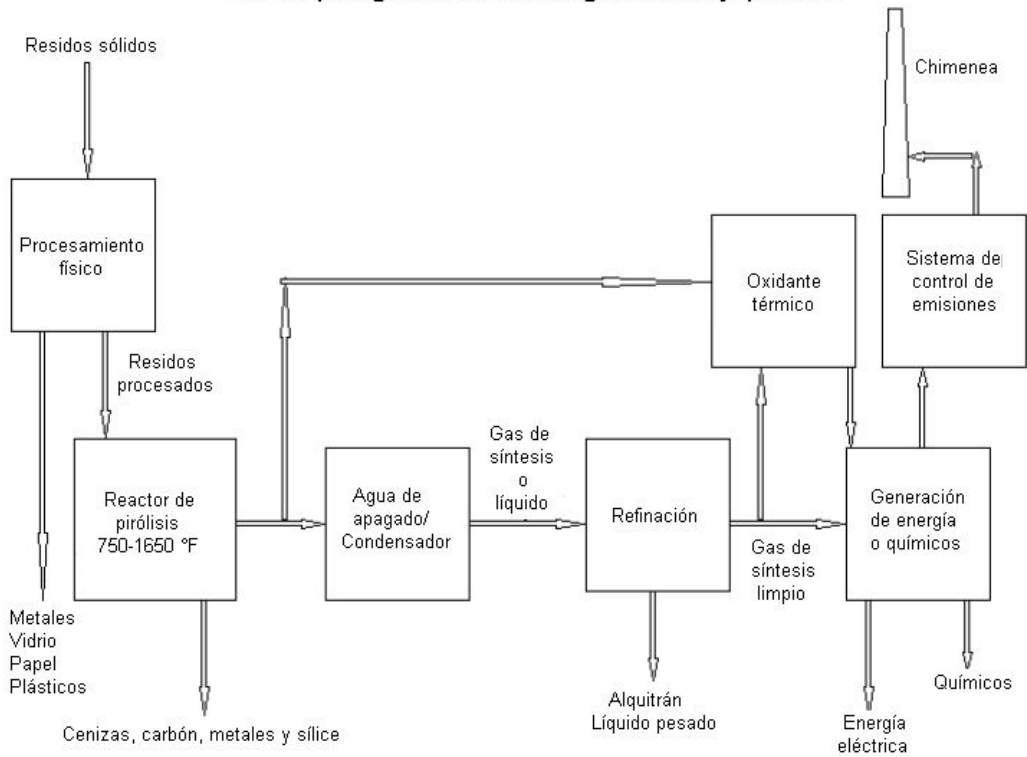 Residos sólidos
Chimenea
Procesamiento
físico
Oxidante
térmico
Sistema de
control de
emisiones
Residos
procesados
Reactor de
pirólisis
750-1650 °F
Agua de
apagado/
Condensador
Gas de
síntesis
o
líquido
Refinación
Gas de
síntesis
limpio
Generación
de energía
o químicos
Metales
Vidrio
Papel
Plásticos
Cenizas, carbón, metales y sílice
Alquitrán
Líquido pesado
Energía
eléctrica
Químicos